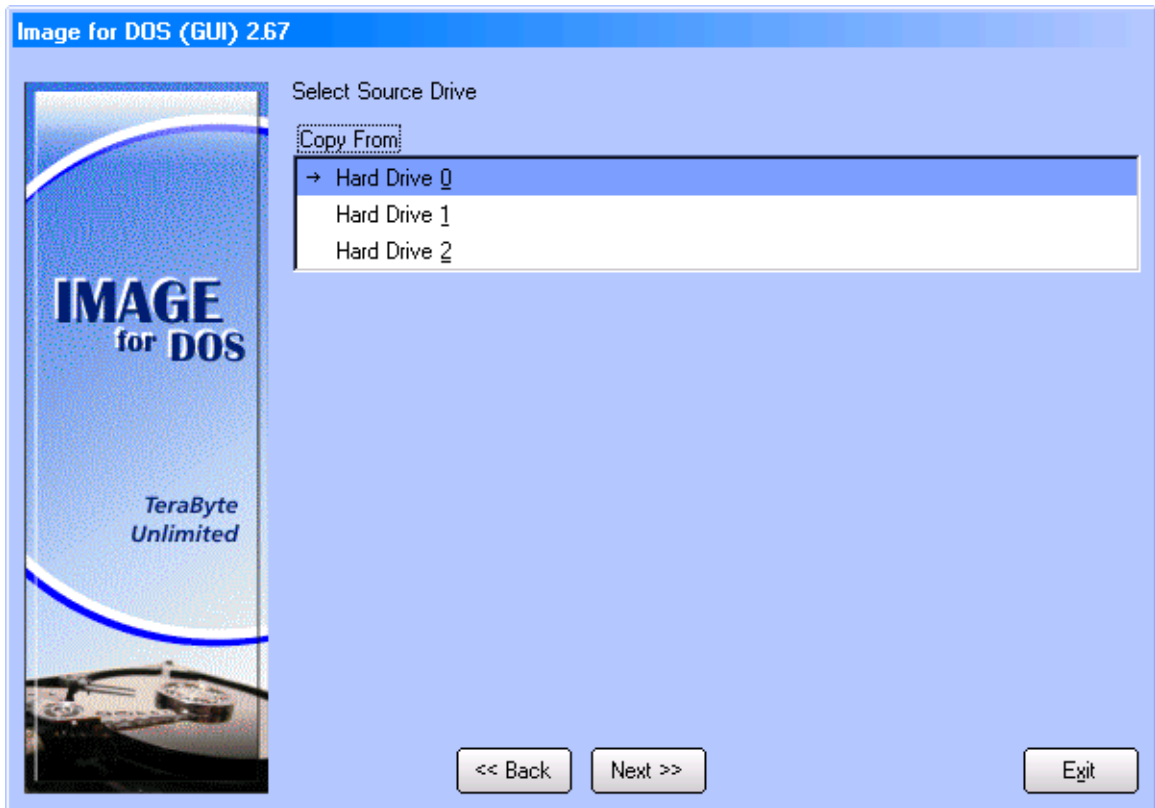 Image for DOS (GUI) 2.67
Select Source Drive
Copy From
→ Hard Drive 0
Hard Drive 1
Hard Drive 2
IMAGE
for DOS
TeraByte
Unlimited
<< Back
Next >>
Exit